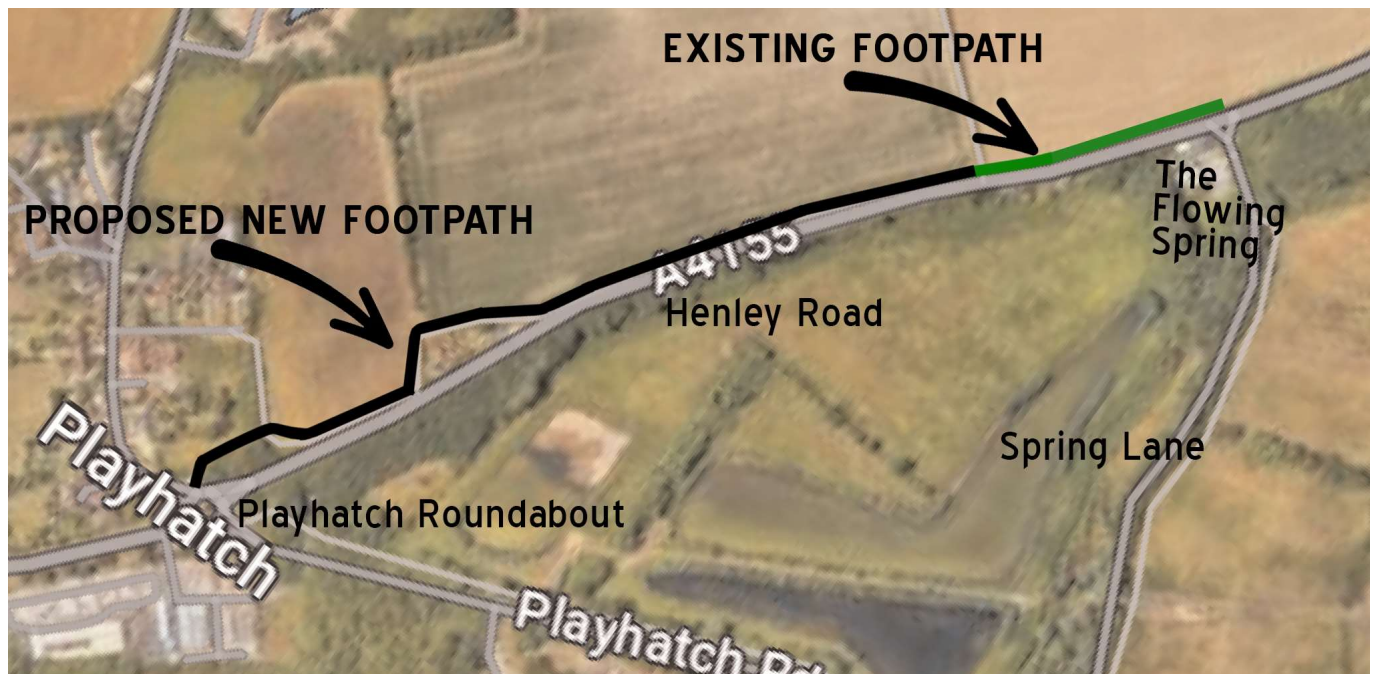 EXISTING FOOTPATH
PROPOSED NEW FOOTPATH
The
Flowing
Spring
A4155
Henley Road
Spring Lane
Playhatch
Playhatch Roundabout
Playhatch Rd